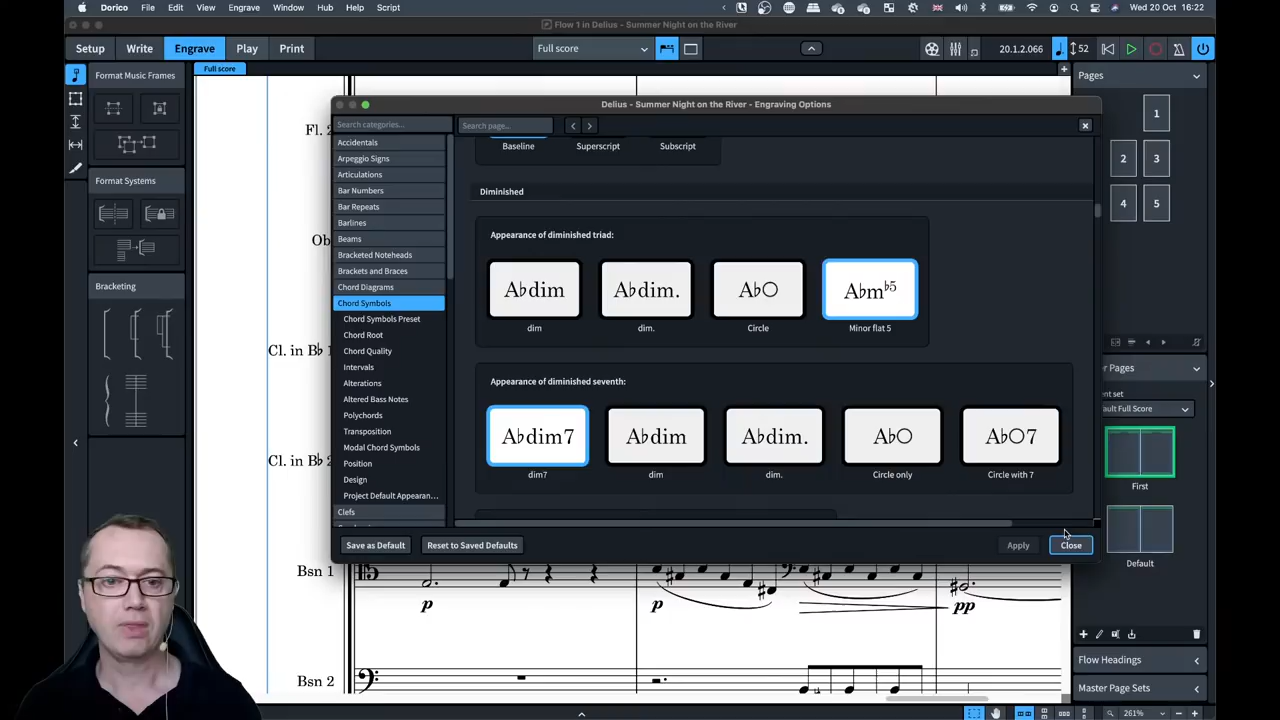 Dorico File Edit View Engrave Window Hub Help Script Wed 20 Oct 16:22
Flow 1 in Delius - Summer Night on the River
Setup Write Engrave Play Print Full score 20.1.2.066 52
Format Music Frames
Format Systems
Bracketing
Full score
Fl. 2
Ob
Cl. in B♭ 1
Cl. in B♭ 2
Bsn 1
p p pp
Bsn 2
Delius - Summer Night on the River - Engraving Options
Search categories...
Search page...
Accidentals
Arpeggio Signs
Articulations
Bar Numbers
Bar Repeats
Barlines
Beams
Bracketed Noteheads
Brackets and Braces
Chord Diagrams
Chord Symbols
Chord Symbols Preset
Chord Root
Chord Quality
Intervals
Alterations
Altered Bass Notes
Polychords
Transposition
Modal Chord Symbols
Position
Design
Project Default Appearan...
Clefs
Baseline Superscript Subscript
Diminished
Appearance of diminished triad:
A♭dim A♭dim. A♭O A♭m♭5
dim dim. Circle Minor flat 5
Appearance of diminished seventh:
A♭dim7 A♭dim A♭dim. A♭O A♭O7
dim7 dim dim. Circle only Circle with 7
Save as Default Reset to Saved Defaults Apply Close
Pages
1
2 3
4 5
r Pages
ent set
ault Full Score
First
Default
Flow Headings
Master Page Sets
261%